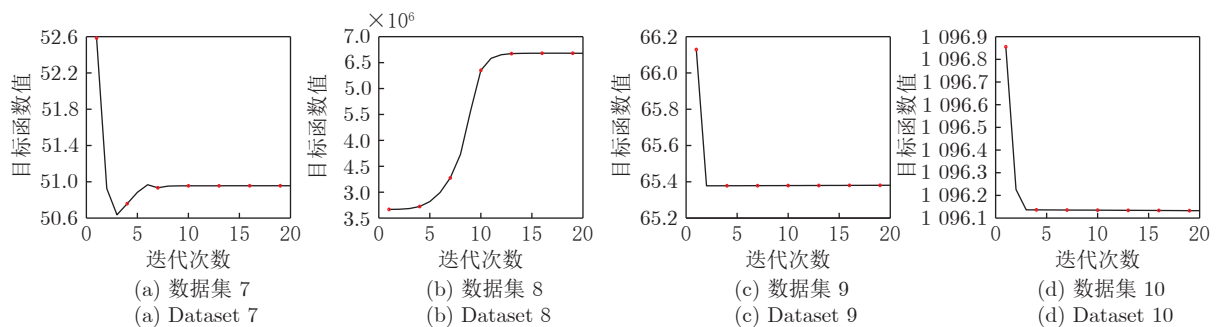 ×10⁶
52.6
52.2
51.8
51.4
51.0
50.6
目标函数值
0 5 10 15 20
迭代次数
(a) 数据集 7
(a) Dataset 7
7.0
6.5
6.0
5.5
5.0
4.5
4.0
3.5
3.0
目标函数值
0 5 10 15 20
迭代次数
(b) 数据集 8
(b) Dataset 8
66.2
66.0
65.8
65.6
65.4
65.2
目标函数值
0 5 10 15 20
迭代次数
(c) 数据集 9
(c) Dataset 9
1 096.9
1 096.8
1 096.7
1 096.6
1 096.5
1 096.4
1 096.3
1 096.2
1 096.1
目标函数值
0 5 10 15 20
迭代次数
(d) 数据集 10
(d) Dataset 10